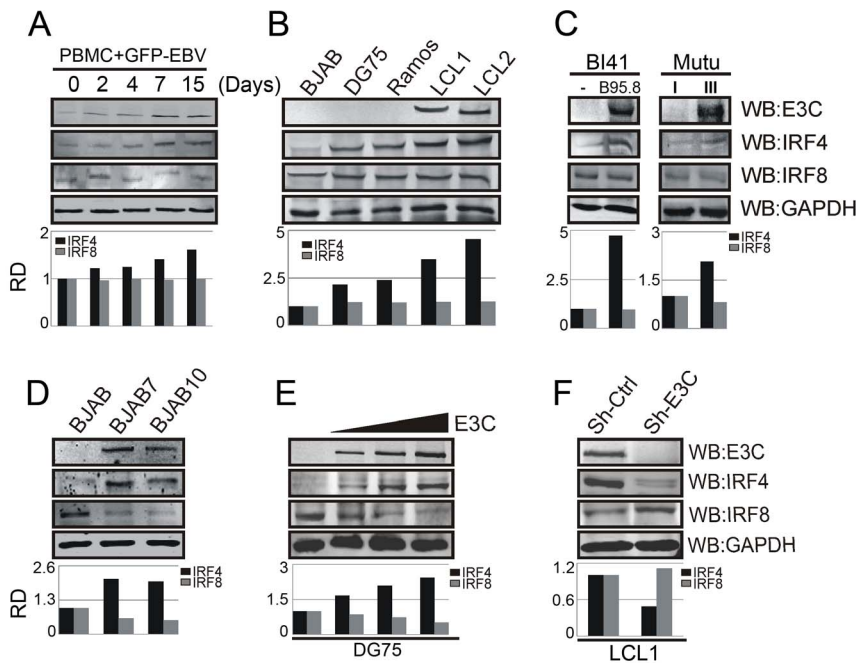 A
PBMC+GFP-EBV
0 2 4 7 15 (Days)
RD
2
1
0
IRF4
IRF8
B
BJAB DG75 Ramos LCL1 LCL2
5
2.5
0
IRF4
IRF8
C
BI41 Mutu
- B95.8 I III
WB:E3C
WB:IRF4
WB:IRF8
WB:GAPDH
5
2.5
0
3
1.5
0
IRF4
IRF8
D
BJAB BJAB7 BJAB10
RD
2.6
1.3
0
IRF4
IRF8
E
E3C
3
1.5
0
IRF4
IRF8
DG75
F
Sh-Ctrl Sh-E3C
WB:E3C
WB:IRF4
WB:IRF8
WB:GAPDH
1.2
0.6
0
IRF4
IRF8
LCL1